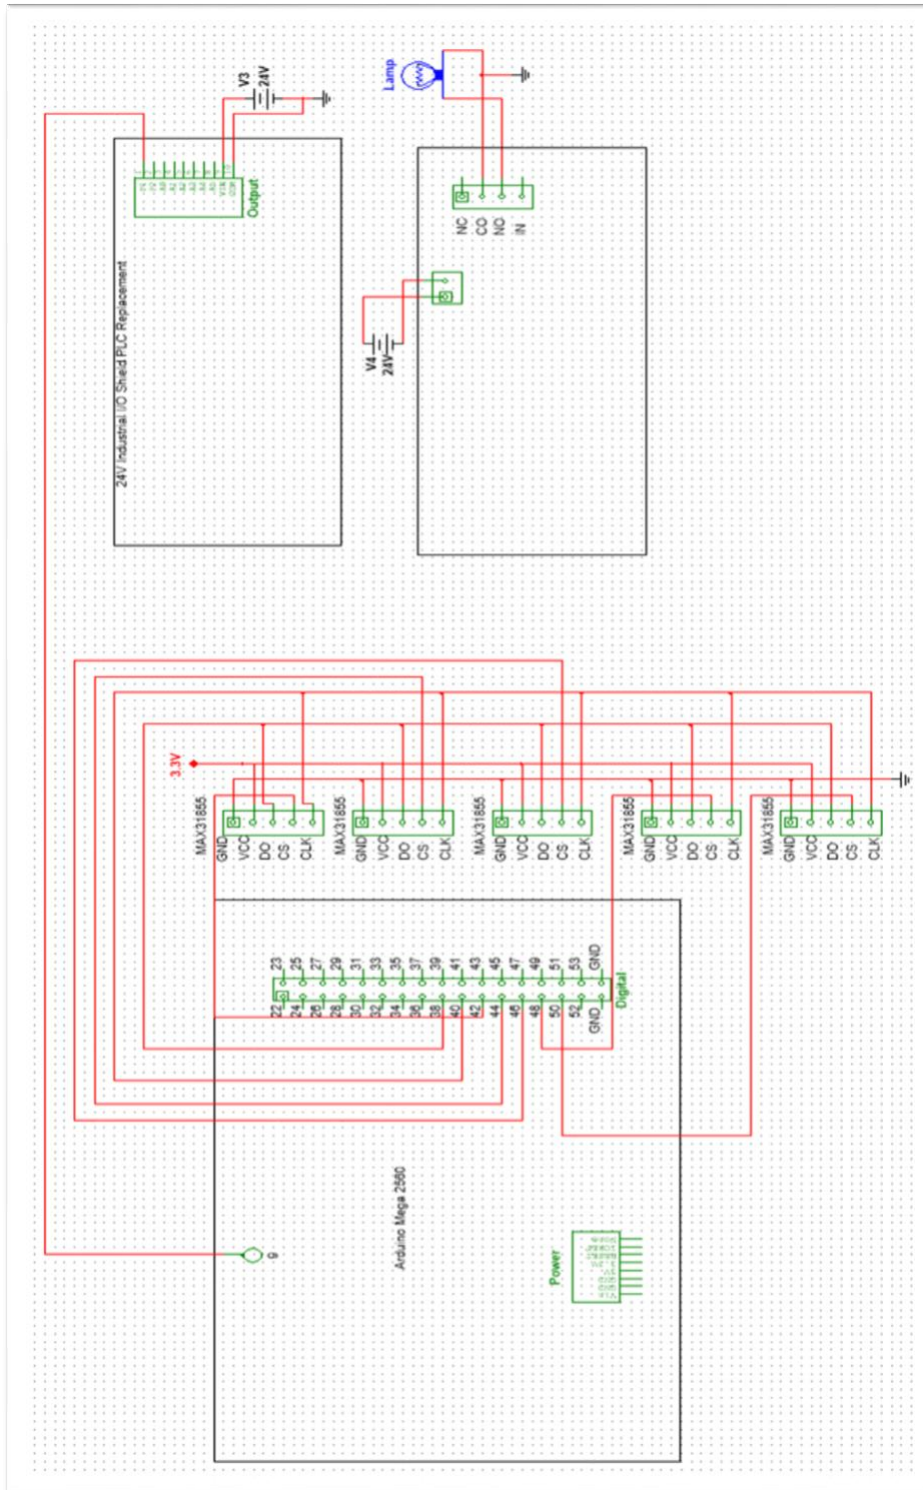 Lamp
V3
24V
24V Industrial I/O Shield PLC Replacement
Output
COM
NC
CO
NO
IN
V4
24V
3.3V
MAX31855
GND
VCC
DO
CS
CLK
MAX31855
GND
VCC
DO
CS
CLK
MAX31855
GND
VCC
DO
CS
CLK
MAX31855
GND
VCC
DO
CS
CLK
MAX31855
GND
VCC
DO
CS
CLK
23
25
27
29
31
33
35
37
39
41
43
45
47
49
51
53
GND
22
24
26
28
30
32
34
36
38
40
42
44
46
48
50
52
GND
Digital
Arduino Mega 2560
9
Power